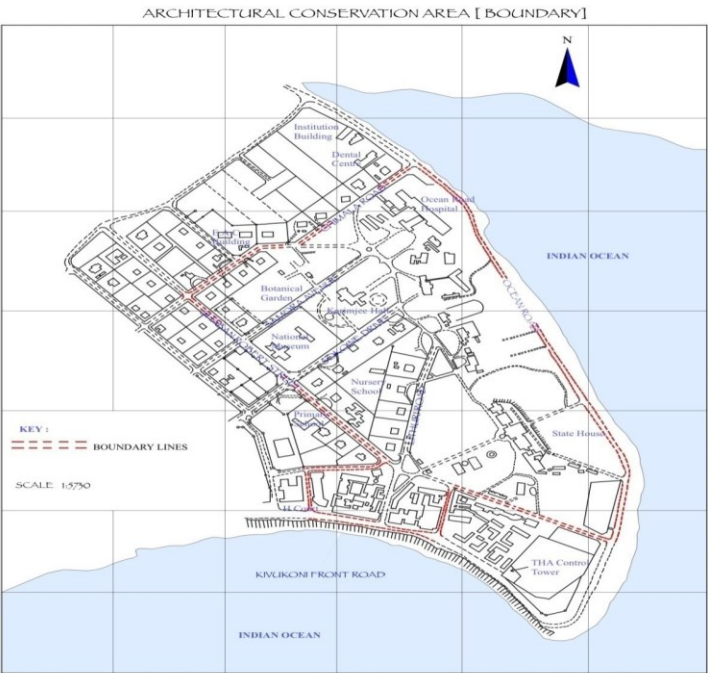 ARCHITECTURAL CONSERVATION AREA [ BOUNDARY]
N
Institution
Building
Dental
Centre
Ocean Road
Hospital
Building
INDIAN OCEAN
OCEAN ROAD
Botanical
Garden
Karimjee Hall
National
Museum
Nursery
School
Primary
School
KEY :
BOUNDARY LINES
State House
SCALE 1:5730
H.Court
THA Control
Tower
KIVUKONI FRONT ROAD
INDIAN OCEAN